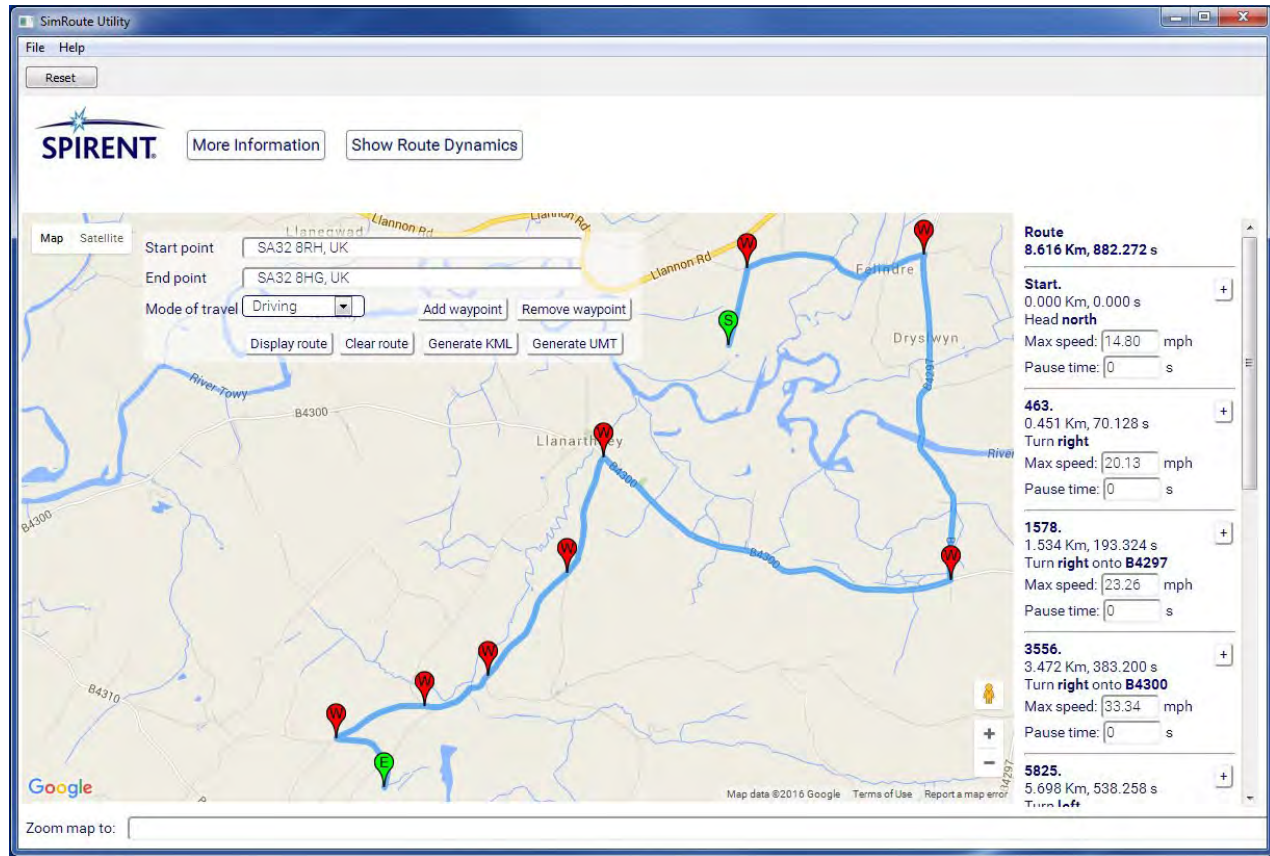 SimRoute Utility
File Help
Reset
SPIRENT
More Information
Show Route Dynamics
Map Satellite
Start point SA32 8RH, UK
End point SA32 8HG, UK
Mode of travel Driving
Add waypoint Remove waypoint
Display route Clear route Generate KML Generate UMT
Llanegwad
Llannon Rd
Llannon Rd
Llannon Rd
W
W
Felindre
S
Dryslwyn
B4297
River Towy
B4300
Llanarthney
W
B4300
River
B4300
W
B4300
W
W
W
B4310
W
E
B4297
+
−
Google
Map data ©2016 Google Terms of Use Report a map error
Route
8.616 Km, 882.272 s
Start.
+
0.000 Km, 0.000 s
Head north
Max speed: 14.80 mph
Pause time: 0 s
463.
+
0.451 Km, 70.128 s
Turn right
Max speed: 20.13 mph
Pause time: 0 s
1578.
+
1.534 Km, 193.324 s
Turn right onto B4297
Max speed: 23.26 mph
Pause time: 0 s
3556.
+
3.472 Km, 383.200 s
Turn right onto B4300
Max speed: 33.34 mph
Pause time: 0 s
5825.
+
5.698 Km, 538.258 s
Turn left
Zoom map to: